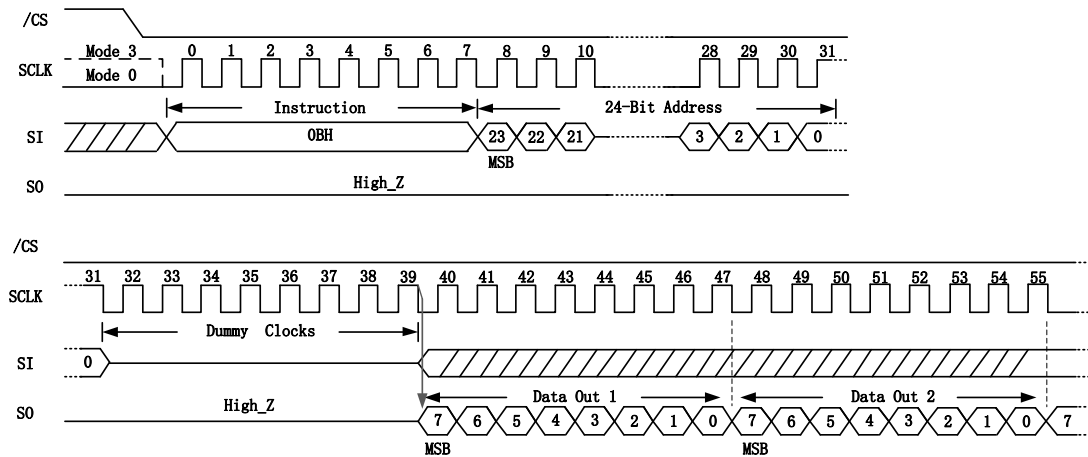 /CS
Mode 3 0 1 2 3 4 5 6 7 8 9 10 28 29 30 31
SCLK
Mode 0
Instruction 24-Bit Address
SI 0BH 23 22 21 3 2 1 0
MSB
High_Z
SO
/CS
31 32 33 34 35 36 37 38 39 40 41 42 43 44 45 46 47 48 49 50 51 52 53 54 55
SCLK
Dummy Clocks
SI 0
High_Z Data Out 1 Data Out 2
SO 7 6 5 4 3 2 1 0 7 6 5 4 3 2 1 0 7
MSB MSB